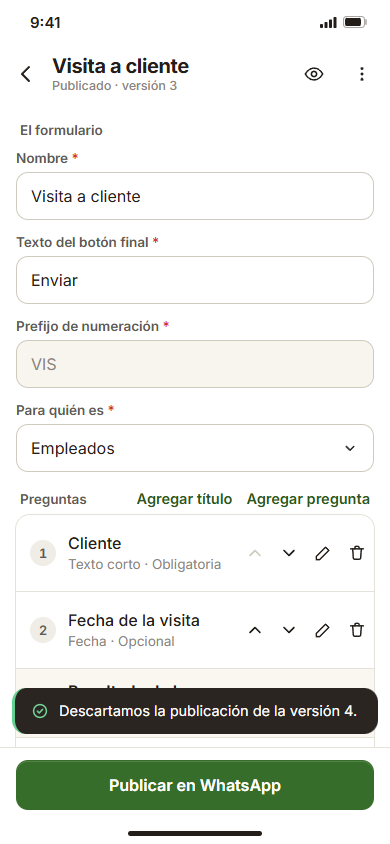 9:41
Visita a cliente
Publicado · versión 3
El formulario
Nombre *
Visita a cliente
Texto del botón final *
Enviar
Prefijo de numeración *
VIS
Para quién es *
Empleados
Preguntas
Agregar título
Agregar pregunta
1
Cliente
Texto corto · Obligatoria
2
Fecha de la visita
Fecha · Opcional
Descartamos la publicación de la versión 4.
Publicar en WhatsApp